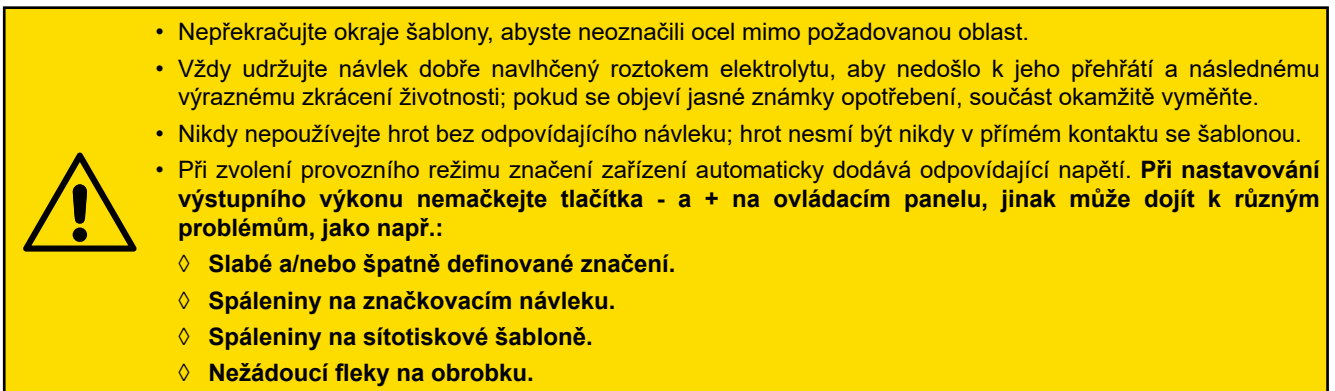 • Nepřekračujte okraje šablony, abyste neoznačili ocel mimo požadovanou oblast.
• Vždy udržujte návlek dobře navlhčený roztokem elektrolytu, aby nedošlo k jeho přehřátí a následnému
výraznému zkrácení životnosti; pokud se objeví jasné známky opotřebení, součást okamžitě vyměňte.
• Nikdy nepoužívejte hrot bez odpovídajícího návleku; hrot nesmí být nikdy v přímém kontaktu se šablonou.
• Při zvolení provozního režimu značení zařízení automaticky dodává odpovídající napětí. Při nastavování
výstupního výkonu nemačkejte tlačítka - a + na ovládacím panelu, jinak může dojít k různým
problémům, jako např.:
◊ Slabé a/nebo špatně definované značení.
◊ Spáleniny na značkovacím návleku.
◊ Spáleniny na sítotiskové šabloně.
◊ Nežádoucí fleky na obrobku.